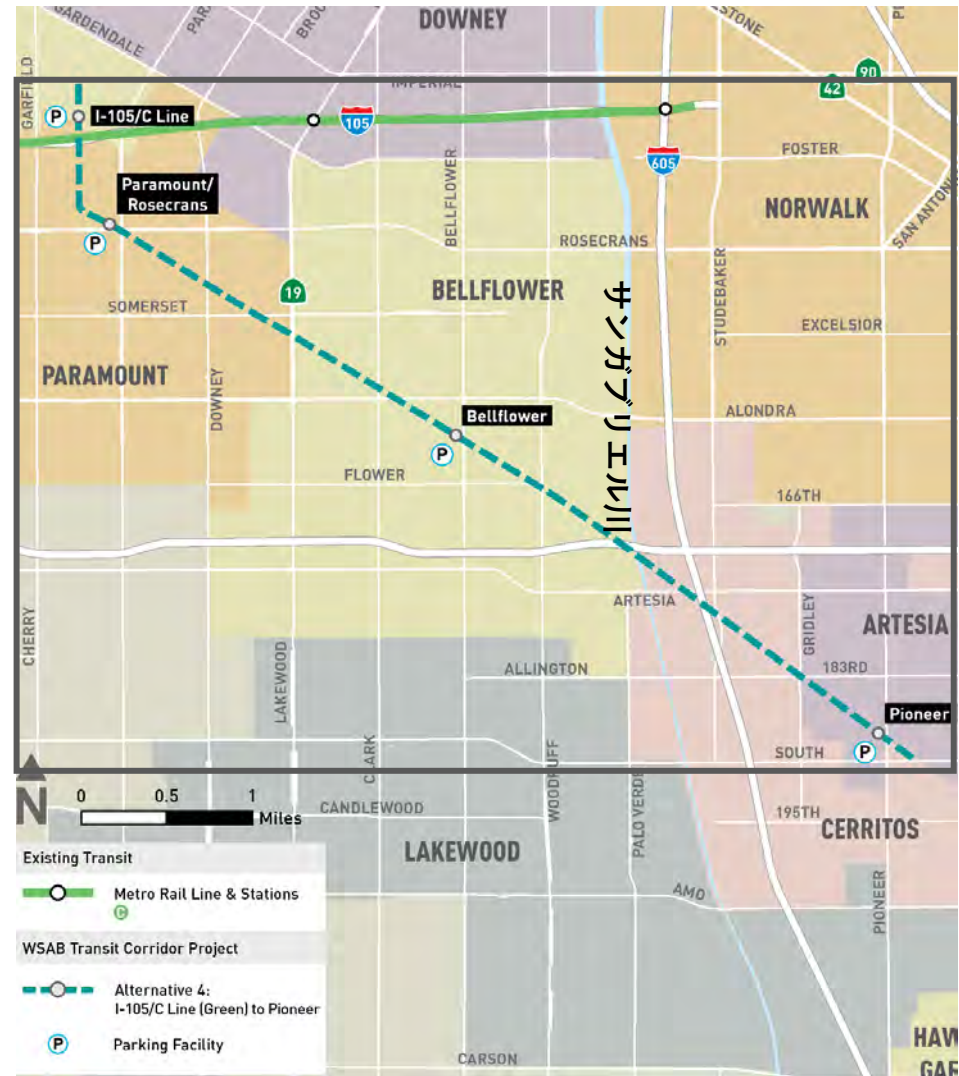 DOWNEY
GARDENDALE
GARFIELD
IMPERIAL
90
42
P
I-105/C Line
105
605
FOSTER
Paramount/
Rosecrans
P
BELLFLOWER
NORWALK
ROSECRANS
19
BELLFLOWER
サンガブリエル川
STUDEBAKER
SOMERSET
EXCELSIOR
PARAMOUNT
DOWNEY
Bellflower
ALONDRA
P
FLOWER
166TH
CHERRY
ARTESIA
GRIDLEY
ARTESIA
LAKEWOOD
ALLINGTON
183RD
Pioneer
CLARK
WOODRUFF
PALO VERDE
SOUTH
P
N
0 0.5 1
Miles
CANDLEWOOD
195TH
CERRITOS
LAKEWOOD
PIONEER
Existing Transit
Metro Rail Line & Stations
C
WSAB Transit Corridor Project
Alternative 4:
I-105/C Line (Green) to Pioneer
P Parking Facility
CARSON
HAW
GAR